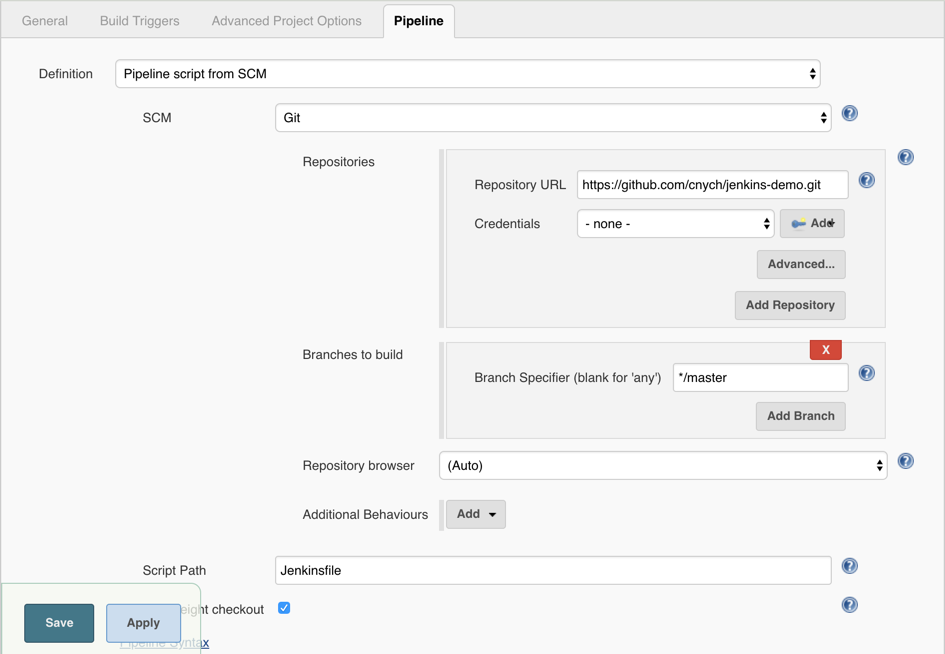 General Build Triggers Advanced Project Options Pipeline
Definition Pipeline script from SCM
SCM Git
Repositories
Repository URL https://github.com/cnych/jenkins-demo.git
Credentials - none - Add
Advanced...
Add Repository
X
Branches to build
Branch Specifier (blank for 'any') */master
Add Branch
Repository browser (Auto)
Additional Behaviours Add
Script Path Jenkinsfile
eight checkout
Save Apply
Pipeline Syntax